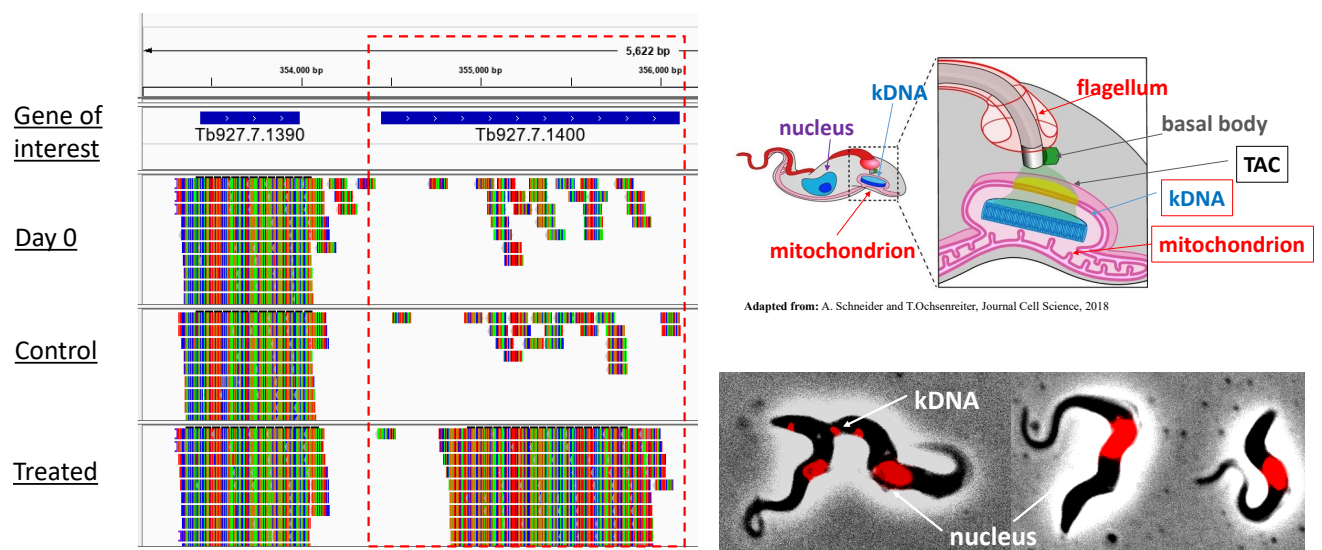 5,622 bp
354,000 bp
355,000 bp
356,000 bp
Gene of
interest
Tb927.7.1390
Tb927.7.1400
Day 0
Control
Treated
kDNA
nucleus
mitochondrion
flagellum
basal body
TAC
kDNA
mitochondrion
Adapted from: A. Schneider and T.Ochsenreiter, Journal Cell Science, 2018
kDNA
nucleus